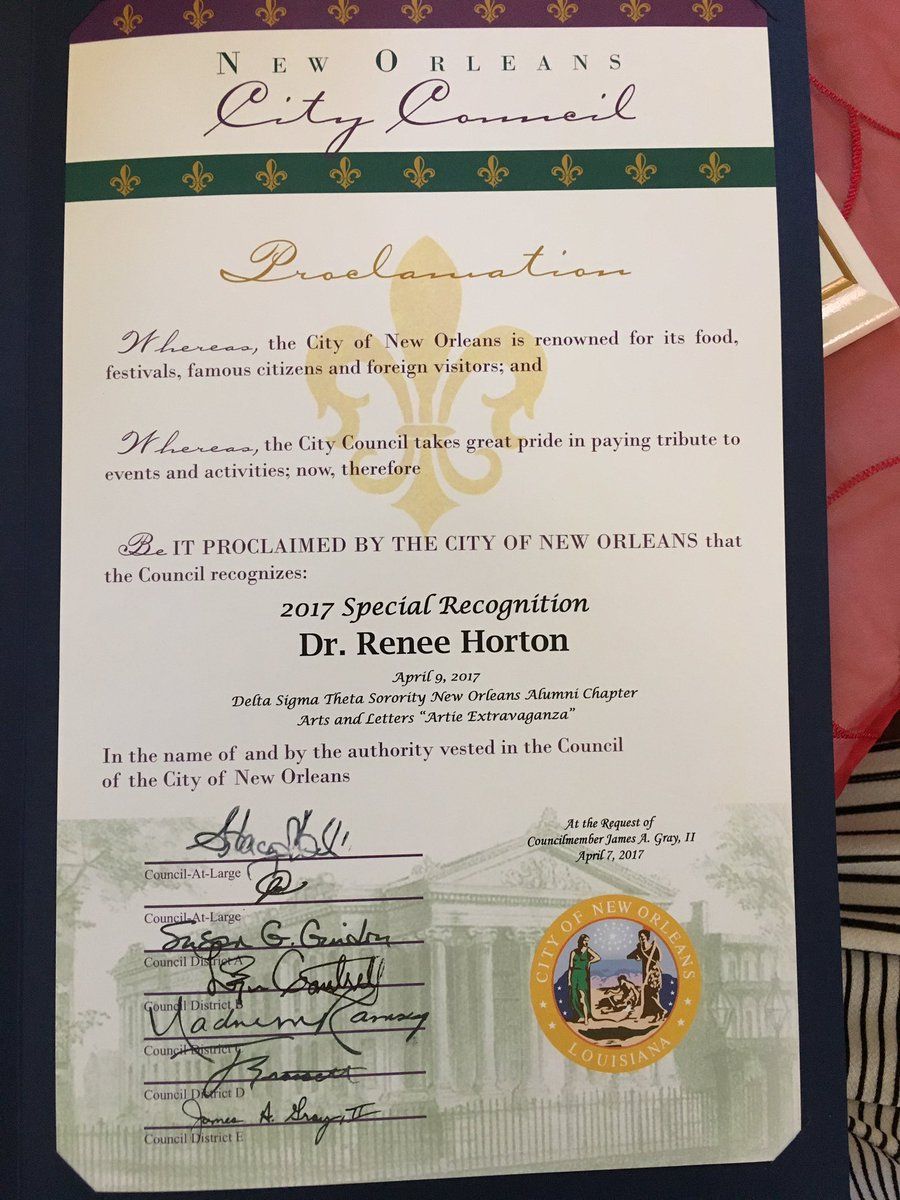 NEW ORLEANS
City Council
Proclamation
Whereas, the City of New Orleans is renowned for its food,
festivals, famous citizens and foreign visitors; and
Whereas, the City Council takes great pride in paying tribute to
events and activities; now, therefore
Be IT PROCLAIMED BY THE CITY OF NEW ORLEANS that
the Council recognizes:
2017 Special Recognition
Dr. Renee Horton
April 9, 2017
Delta Sigma Theta Sorority New Orleans Alumni Chapter
Arts and Letters “Artie Extravaganza”
In the name of and by the authority vested in the Council
of the City of New Orleans
At the Request of
Councilmember James A. Gray, II
April 7, 2017
Council-At-Large
Council-At-Large
Susan G. Guidry
Council District A
Council District B
Nadine M. Ramsey
Council District C
Council District D
James A. Gray, II
Council District E
CITY OF NEW ORLEANS
LOUISIANA